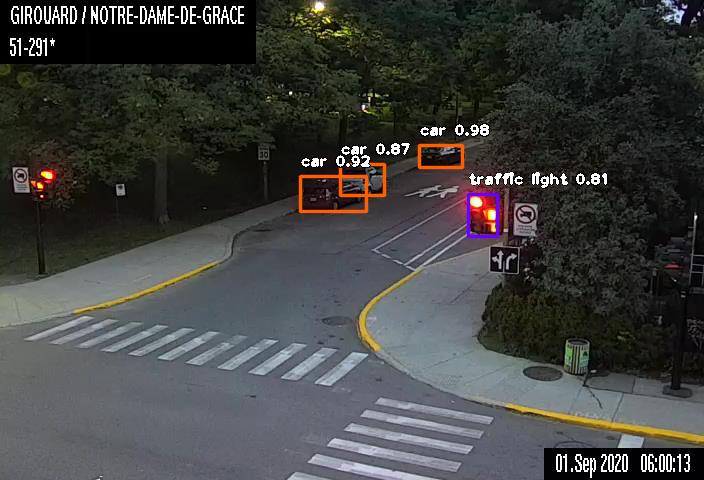 GIROUARD / NOTRE-DAME-DE-GRACE
51-291*
car 0.98
car 0.87
car 0.92
traffic light 0.81
30
01.Sep 2020 06:00:13